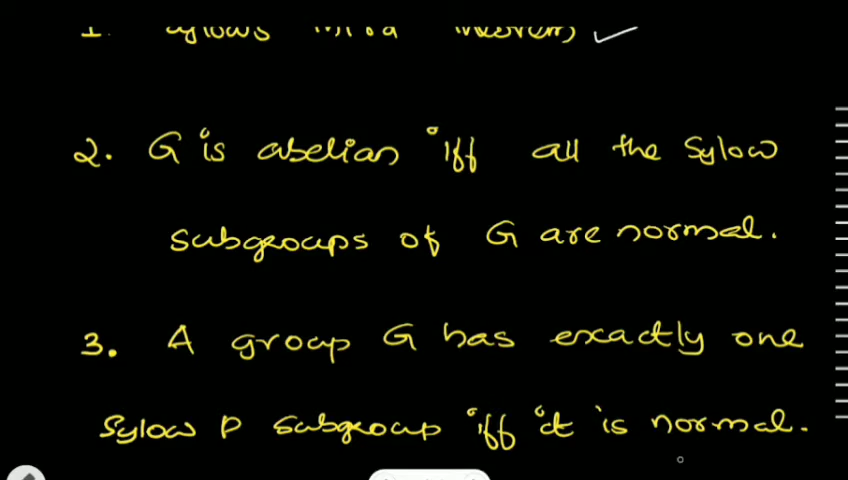 2. G is abelian iff all the Sylow
subgroups of G are normal.
3. A group G has exactly one
Sylow P subgroup iff it is normal.